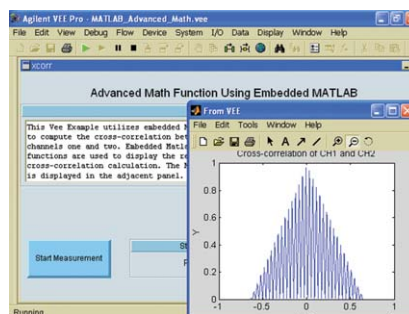 Agilent VEE Pro - MATLAB_Advanced_Math.vee
File Edit View Debug Flow Device System I/O Data Display Window Help
xcorr
Advanced Math Function Using Embedded MATLAB
This Vee Example utilizes embedded M
to compute the cross-correlation bet
channels one and two. Embedded Matla
functions are used to display the re
cross-correlation calculation. The M
is displayed in the adjacent panel.
Start Measurement
From VEE
File Edit Tools Window Help
Cross-correlation of CH1 and CH2
Y
1
0.8
0.6
0.4
0.2
0
-1 -0.5 0 0.5 1
Running